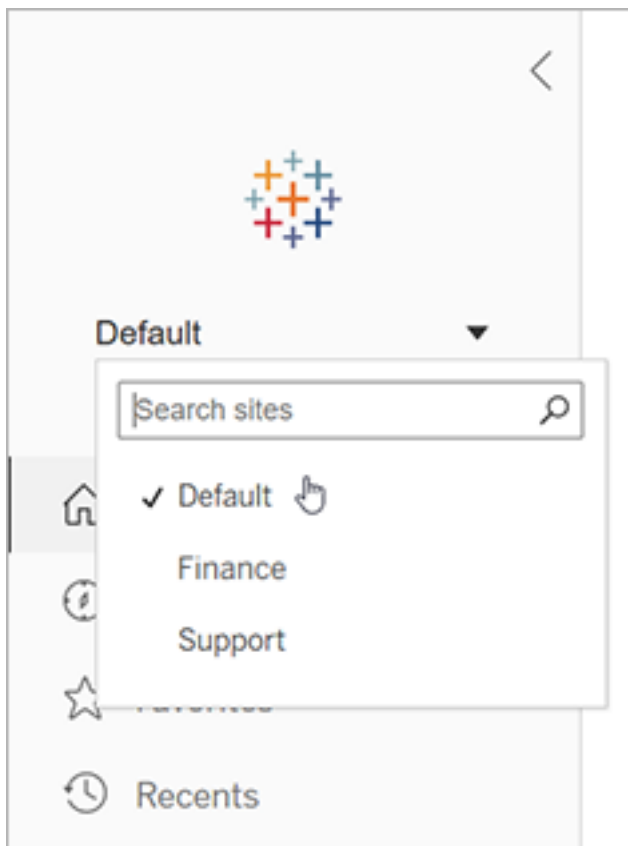 Default
Search sites
Default
Finance
Support
Recents